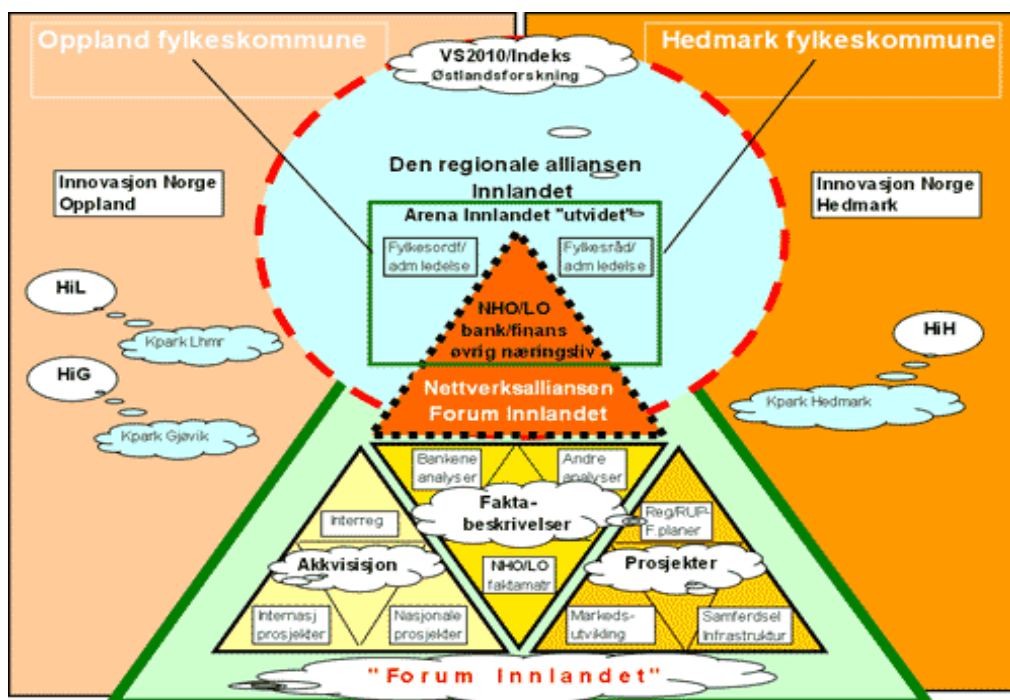 Oppland fylkeskommune
Hedmark fylkeskommune
VS2010/Indeks
Østlandsforskning
Den regionale alliansen
Innlandet
Innovasjon Norge
Oppland
Innovasjon Norge
Hedmark
Arena Innlandet "utvidet"
Fylkesordf/
adm ledelse
Fylkesråd/
adm ledelse
HiL
Kpark Lhmr
HiG
Kpark Gjøvik
HiH
Kpark Hedmark
NHO/LO
bank/finans
øvrig næringsliv
Nettverksalliansen
Forum Innlandet
Bankene
analyser
Andre
analyser
Fakta-
beskrivelser
NHO/LO
faktamatr
Interreg
Akkvisisjon
Internasj
prosjekter
Nasjonale
prosjekter
Reg/RUP-
F.planer
Prosjekter
Markeds-
utvikling
Samferdsel
Infrastruktur
"Forum Innlandet"